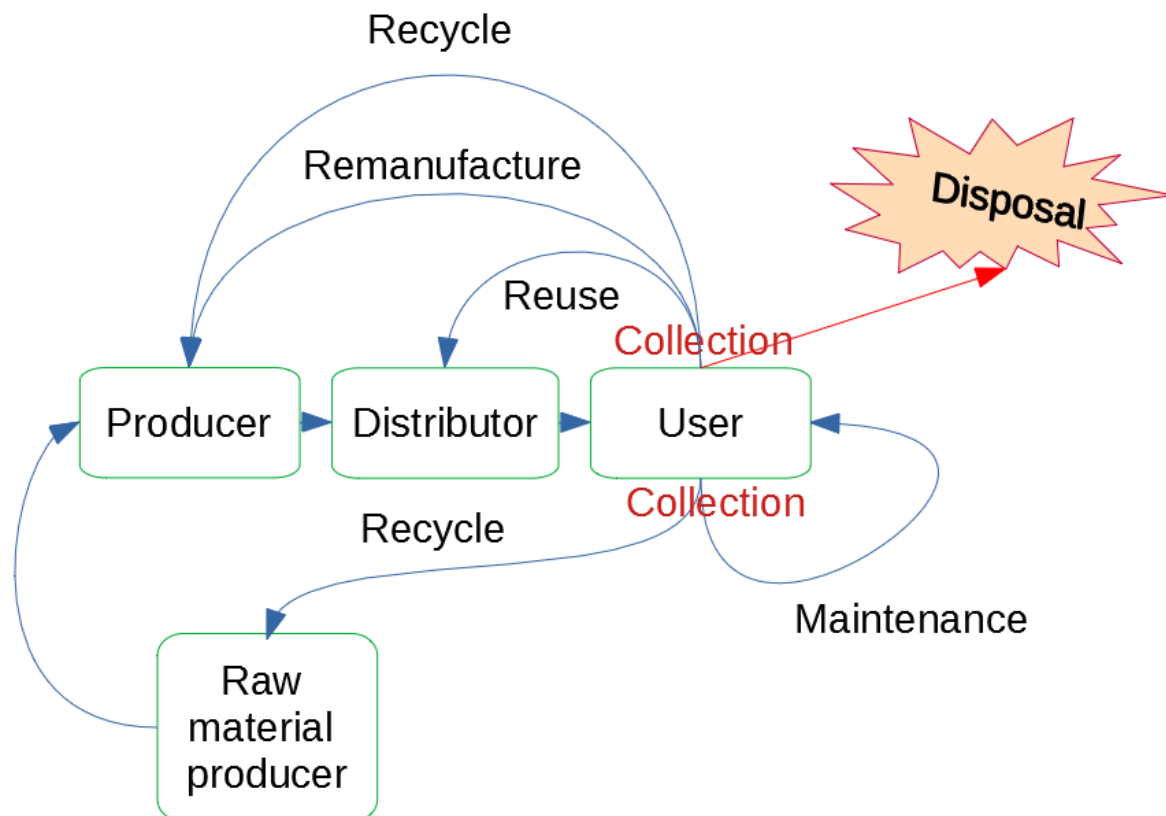 Recycle
Remanufacture
Disposal
Reuse
Collection
Producer
Distributor
User
Collection
Recycle
Maintenance
Raw
material
producer